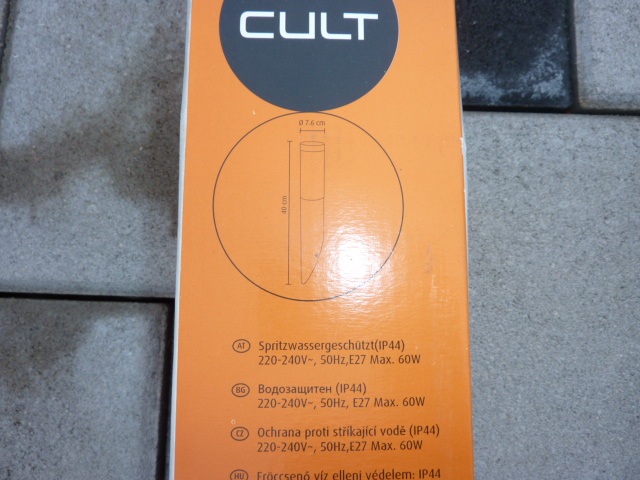 CULT
Ø 7.6 cm
40 cm
AT Spritzwassergeschützt(IP44)
220-240V~, 50Hz,E27 Max. 60W
BG Водозащитен (IP44)
220-240V~, 50Hz, E27 Max. 60W
CZ Ochrana proti stříkající vodě (IP44)
220-240V~, 50Hz,E27 Max. 60W
HU Fröccsenő víz elleni védelem: IP44